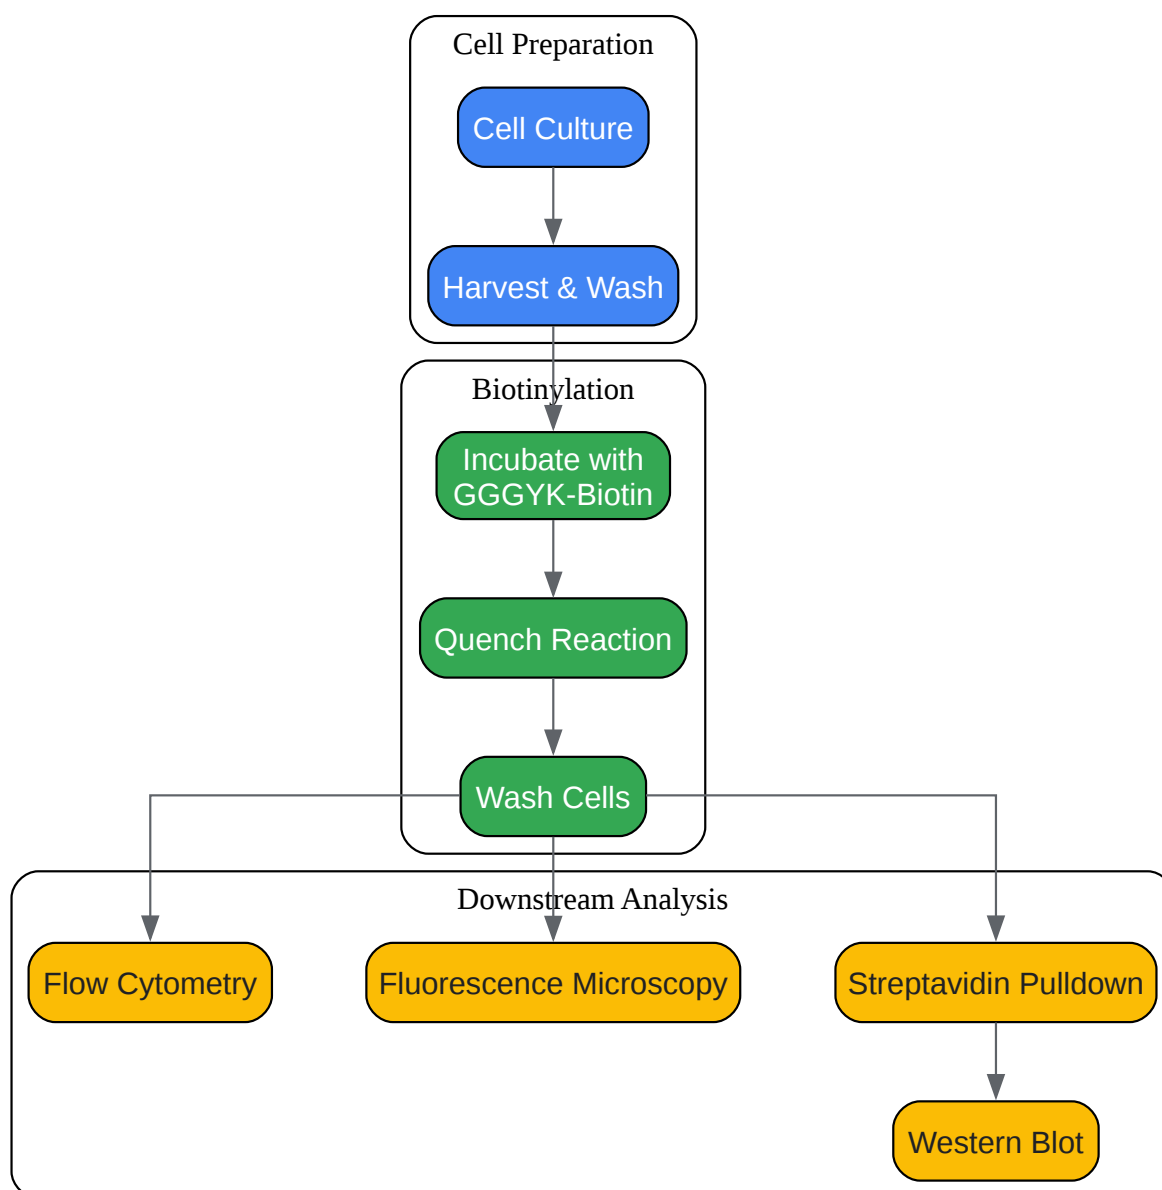 Cell Preparation
Cell Culture
Harvest & Wash
Biotinylation
Incubate with
GGGYK-Biotin
Quench Reaction
Wash Cells
Downstream Analysis
Flow Cytometry
Fluorescence Microscopy
Streptavidin Pulldown
Western Blot